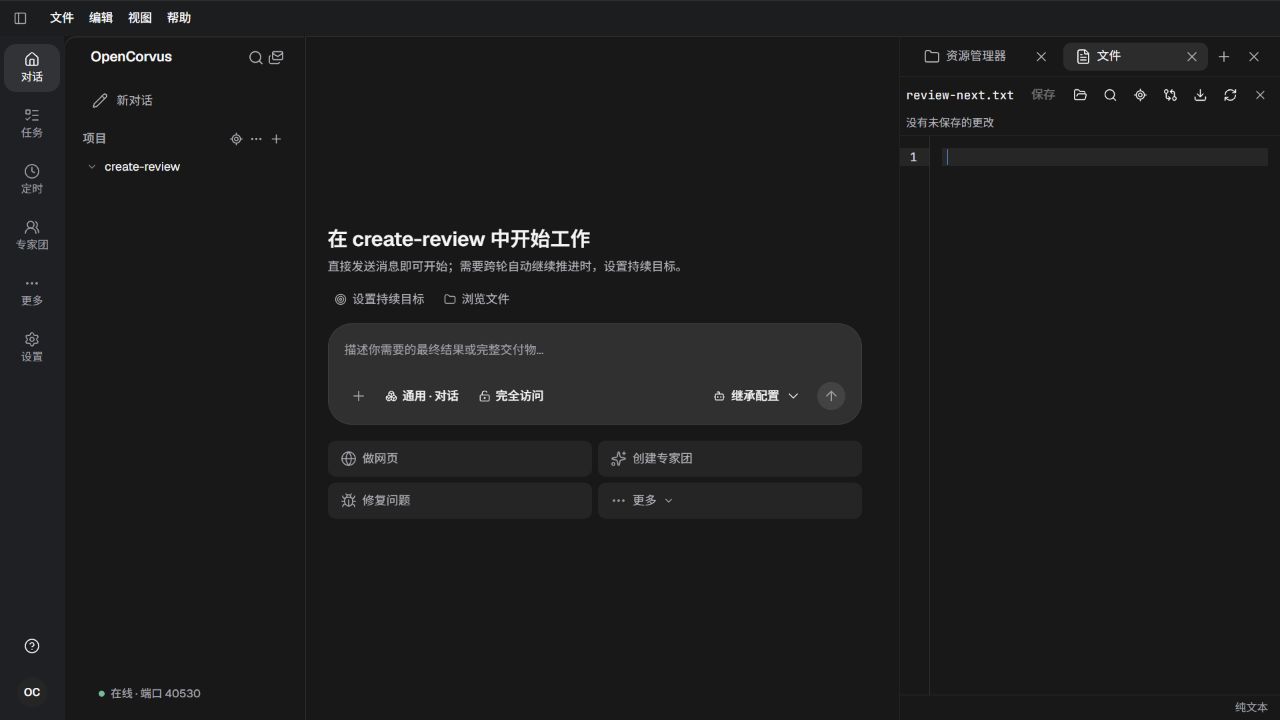 文件 编辑 视图 帮助
对话
任务
定时
专家团
更多
设置
OC
OpenCorvus
新对话
项目
create-review
在线 · 端口 40530
在 create-review 中开始工作
直接发送消息即可开始；需要跨轮自动继续推进时，设置持续目标。
设置持续目标 浏览文件
描述你需要的最终结果或完整交付物...
通用 · 对话 完全访问 继承配置
做网页 创建专家团
修复问题 更多
资源管理器 文件
review-next.txt 保存
没有未保存的更改
1
纯文本